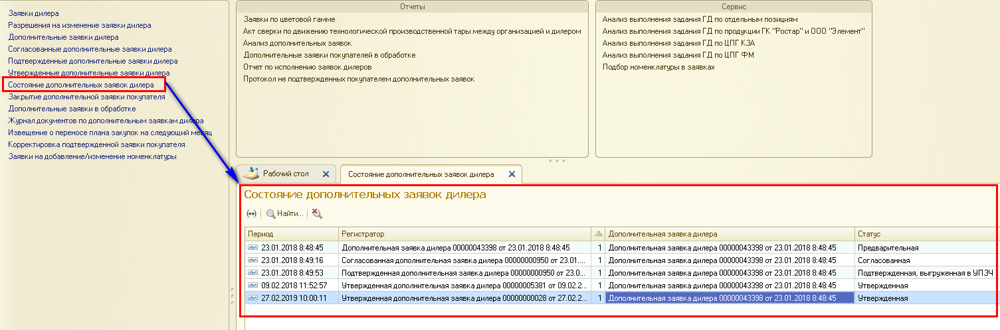 Заявки дилера
Разрешения на изменение заявки дилера
Дополнительные заявки дилера
Согласованные дополнительные заявки дилера
Подтвержденные дополнительные заявки дилера
Утвержденные дополнительные заявки дилера
Состояние дополнительных заявок дилера
Закрытие дополнительной заявки покупателя
Дополнительные заявки в обработке
Журнал документов по дополнительным заявкам дилера
Извещение о переносе плана закупок на следующий месяц
Корректировка подтвержденной заявки покупателя
Заявки на добавление/изменение номенклатуры
Отчеты
Заявки по цветовой гамме
Акт сверки по движению технологической производственной тары между организацией и дилером
Анализ дополнительных заявок
Дополнительные заявки покупателей в обработке
Отчет по исполнению заявок дилеров
Протокол не подтвержденных покупателем дополнительных заявок
Сервис
Анализ выполнения задания ГД по отдельным позициям
Анализ выполнения задания ГД по продукции ГК "Ростар" и ООО "Элемент"
Анализ выполнения задания ГД по ЦПГ КЗА
Анализ выполнения задания ГД по ЦПГ ФМ
Подбор номенклатуры в заявках
Рабочий стол Состояние дополнительных заявок дилера
Состояние дополнительных заявок дилера
Найти...
Период Регистратор Дополнительная заявка дилера Статус
23.01.2018 8:48:45 Дополнительная заявка дилера 00000043398 от 23.01.2018 8:48:45 1 Дополнительная заявка дилера 00000043398 от 23.01.2018 8:48:45 Предварительная
23.01.2018 8:49:16 Согласованная дополнительная заявка дилера 00000000950 от 23.01.... 1 Дополнительная заявка дилера 00000043398 от 23.01.2018 8:48:45 Согласованная
23.01.2018 8:49:53 Подтвержденная дополнительная заявка дилера 00000000950 от 23.0... 1 Дополнительная заявка дилера 00000043398 от 23.01.2018 8:48:45 Подтвержденная, выгруженная в УПЗЧ
09.02.2018 11:52:57 Утвержденная дополнительная заявка дилера 00000005381 от 09.02.2... 1 Дополнительная заявка дилера 00000043398 от 23.01.2018 8:48:45 Утвержденная
27.02.2019 10:00:11 Утвержденная дополнительная заявка дилера 00000000028 от 27.02.2... 1 Дополнительная заявка дилера 00000043398 от 23.01.2018 8:48:45 Утвержденная